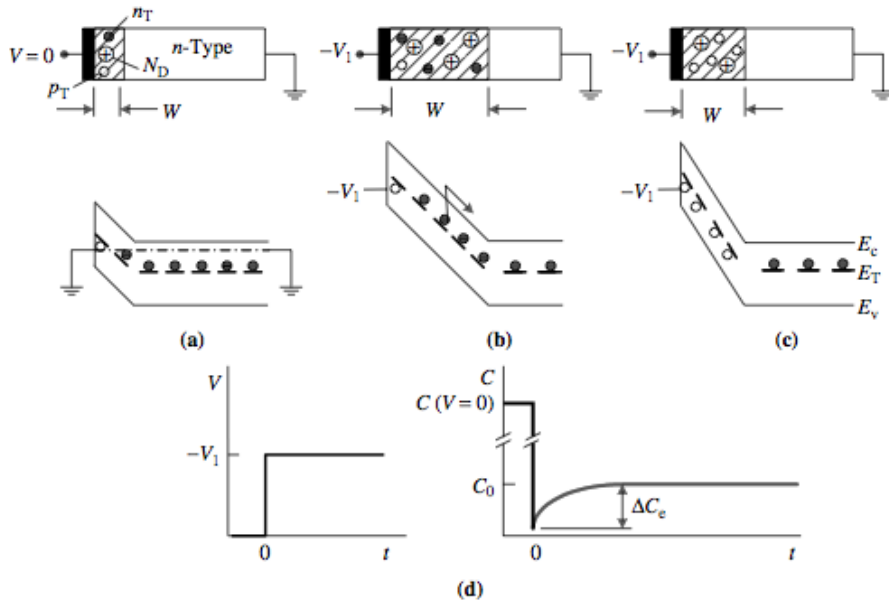 n_T
V = 0
n-Type
N_D
p_T
W
(a)
−V_1
W
−V_1
(b)
−V_1
W
−V_1
E_c
E_T
E_v
(c)
V
−V_1
0
t
C
C (V = 0)
C_0
ΔC_e
0
t
(d)